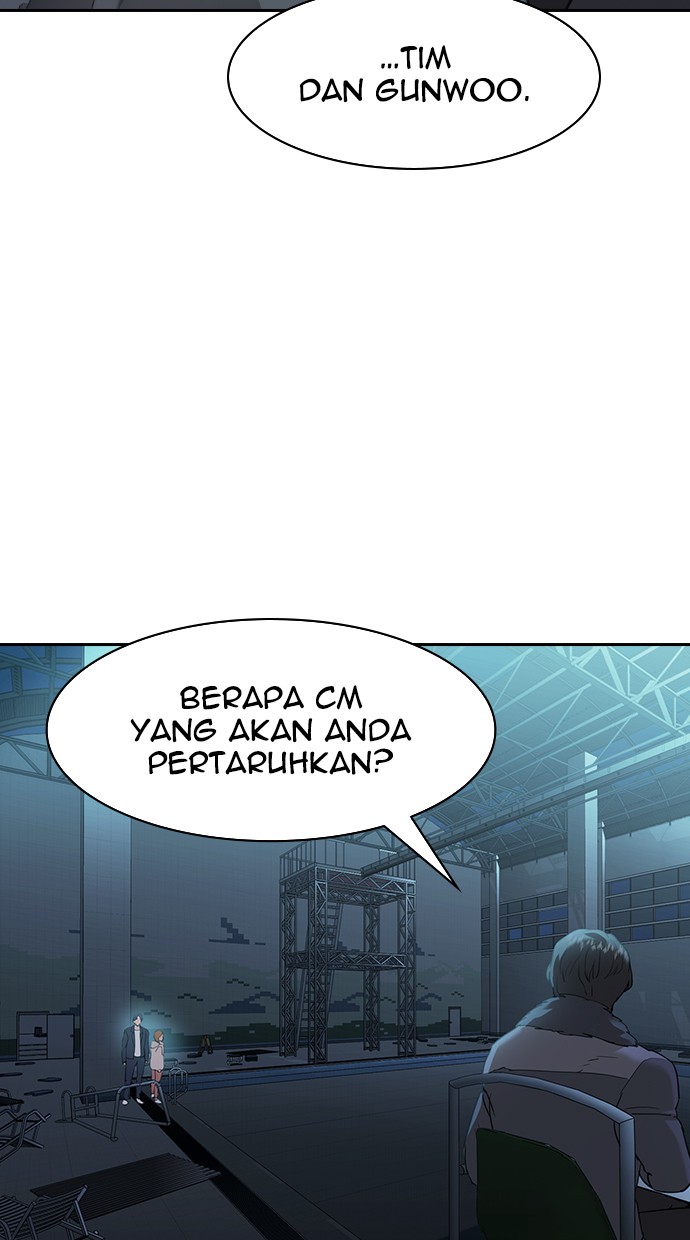 ...TIM
DAN GUNWOO.
BERAPA CM
YANG AKAN ANDA
PERTARUHKAN?